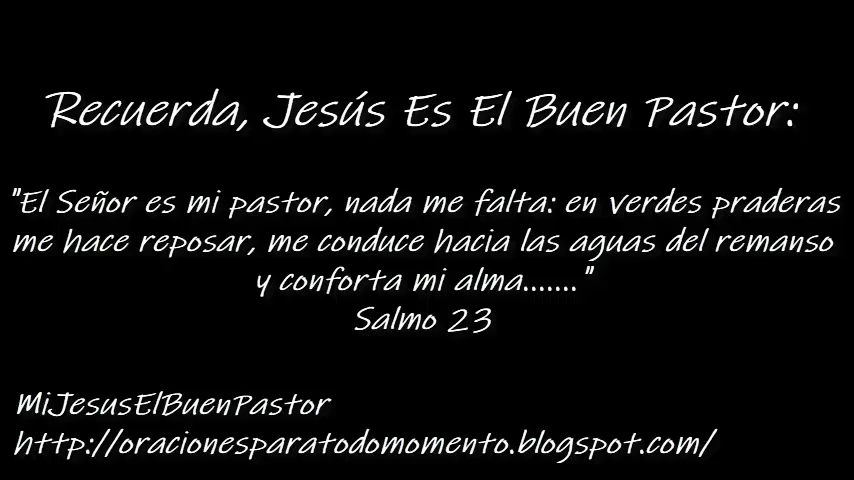 Recuerda, Jesús Es El Buen Pastor:
"El Señor es mi pastor, nada me falta: en verdes praderas
me hace reposar, me conduce hacia las aguas del remanso
y conforta mi alma......."
Salmo 23
MiJesusElBuenPastor
http://oracionesparatodomomento.blogspot.com/